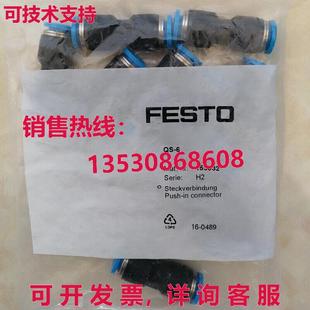 可技术支持
FESTO
销售热线:
QS-6
13530868608
Serie: H2
Steckverbindung
Push-in connector
LDPE
16-0489
可开发票,详询客服